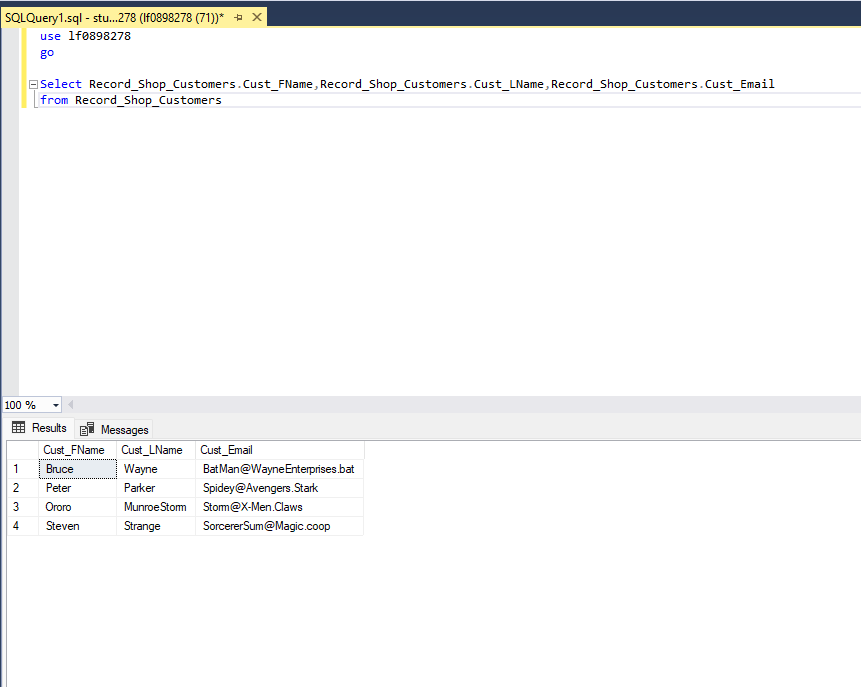 SQLQuery1.sql - stu...278 (lf0898278 (71))*
use lf0898278
go
Select Record_Shop_Customers.Cust_FName,Record_Shop_Customers.Cust_LName,Record_Shop_Customers.Cust_Email
from Record_Shop_Customers
100 %
Results Messages
Cust_FName Cust_LName Cust_Email
1 Bruce Wayne BatMan@WayneEnterprises.bat
2 Peter Parker Spidey@Avengers.Stark
3 Ororo MunroeStorm Storm@X-Men.Claws
4 Steven Strange SorcererSum@Magic.coop